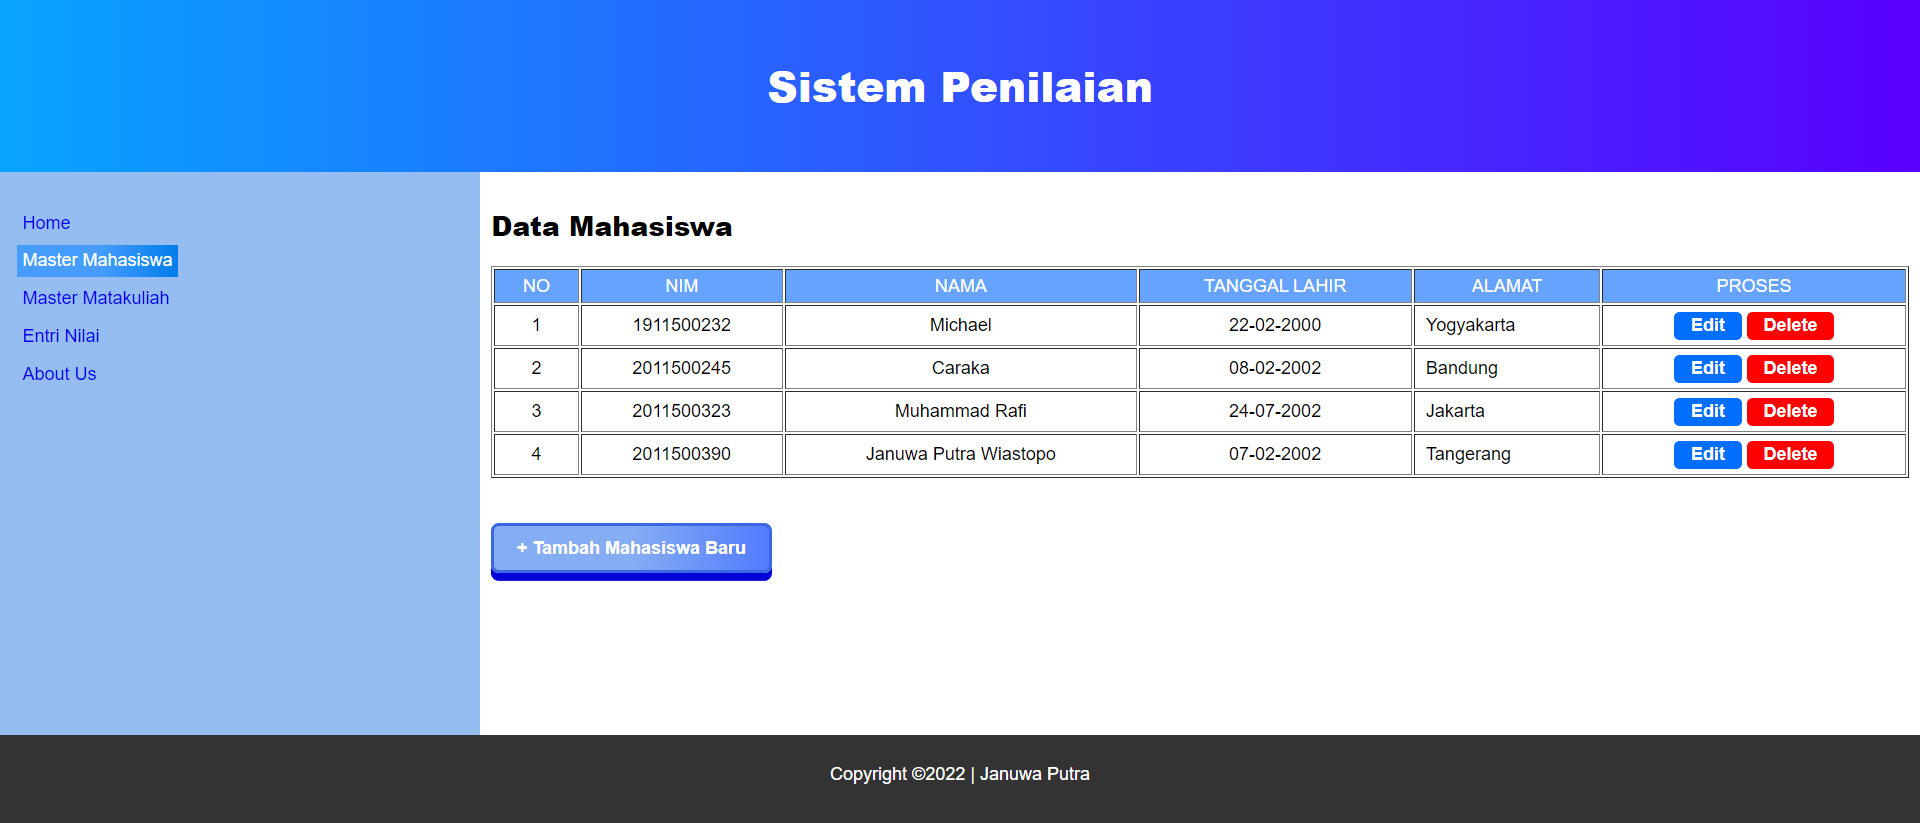 Sistem Penilaian
Home
Master Mahasiswa
Master Matakuliah
Entri Nilai
About Us
Data Mahasiswa
NO NIM NAMA TANGGAL LAHIR ALAMAT PROSES
1 1911500232 Michael 22-02-2000 Yogyakarta Edit Delete
2 2011500245 Caraka 08-02-2002 Bandung Edit Delete
3 2011500323 Muhammad Rafi 24-07-2002 Jakarta Edit Delete
4 2011500390 Januwa Putra Wiastopo 07-02-2002 Tangerang Edit Delete
+ Tambah Mahasiswa Baru
Copyright ©2022 | Januwa Putra